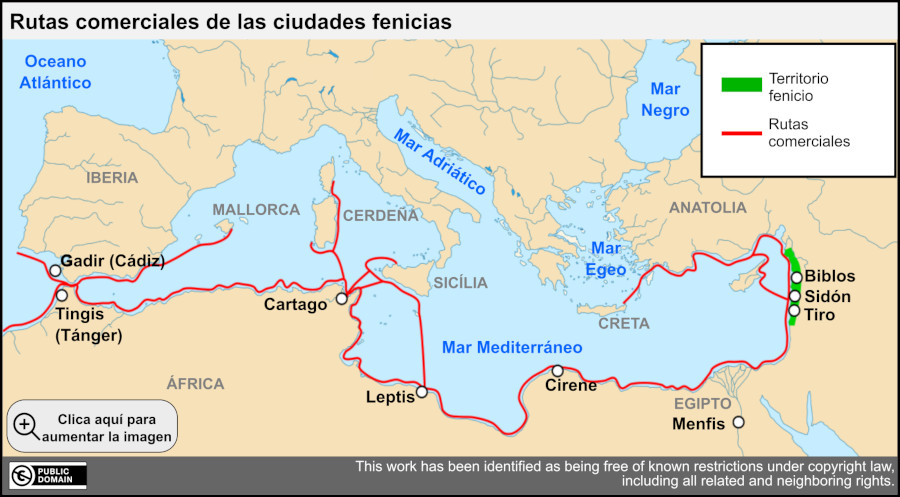 Rutas comerciales de las ciudades fenicias
Oceano
Atlántico
Mar
Negro
Territorio
fenicio
Rutas
comerciales
Mar Adriático
IBERIA
MALLORCA
CERDEÑA
ANATOLIA
Gadir (Cádiz)
Mar
Egeo
SICÍLIA
Biblos
Sidón
Tiro
Tingis
(Tánger)
Cartago
CRETA
Mar Mediterráneo
ÁFRICA
Leptis
Cirene
EGIPTO
Menfis
Clica aquí para
aumentar la imagen
PUBLIC
DOMAIN
This work has been identified as being free of known restrictions under copyright law,
including all related and neighboring rights.